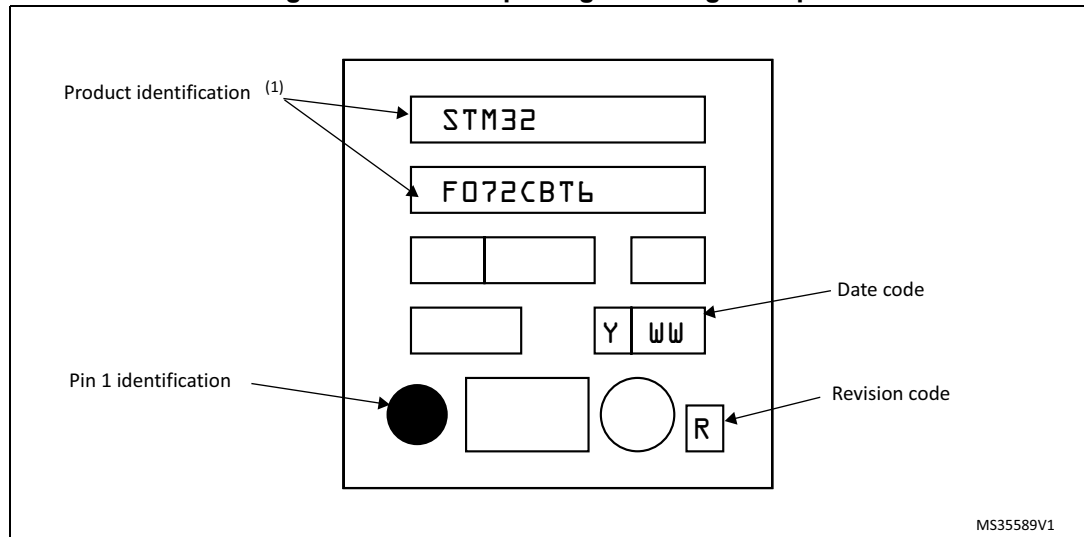 Product identification (1)
STM32
F072CBT6
Date code
Y WW
Pin 1 identification
Revision code
R
MS35589V1